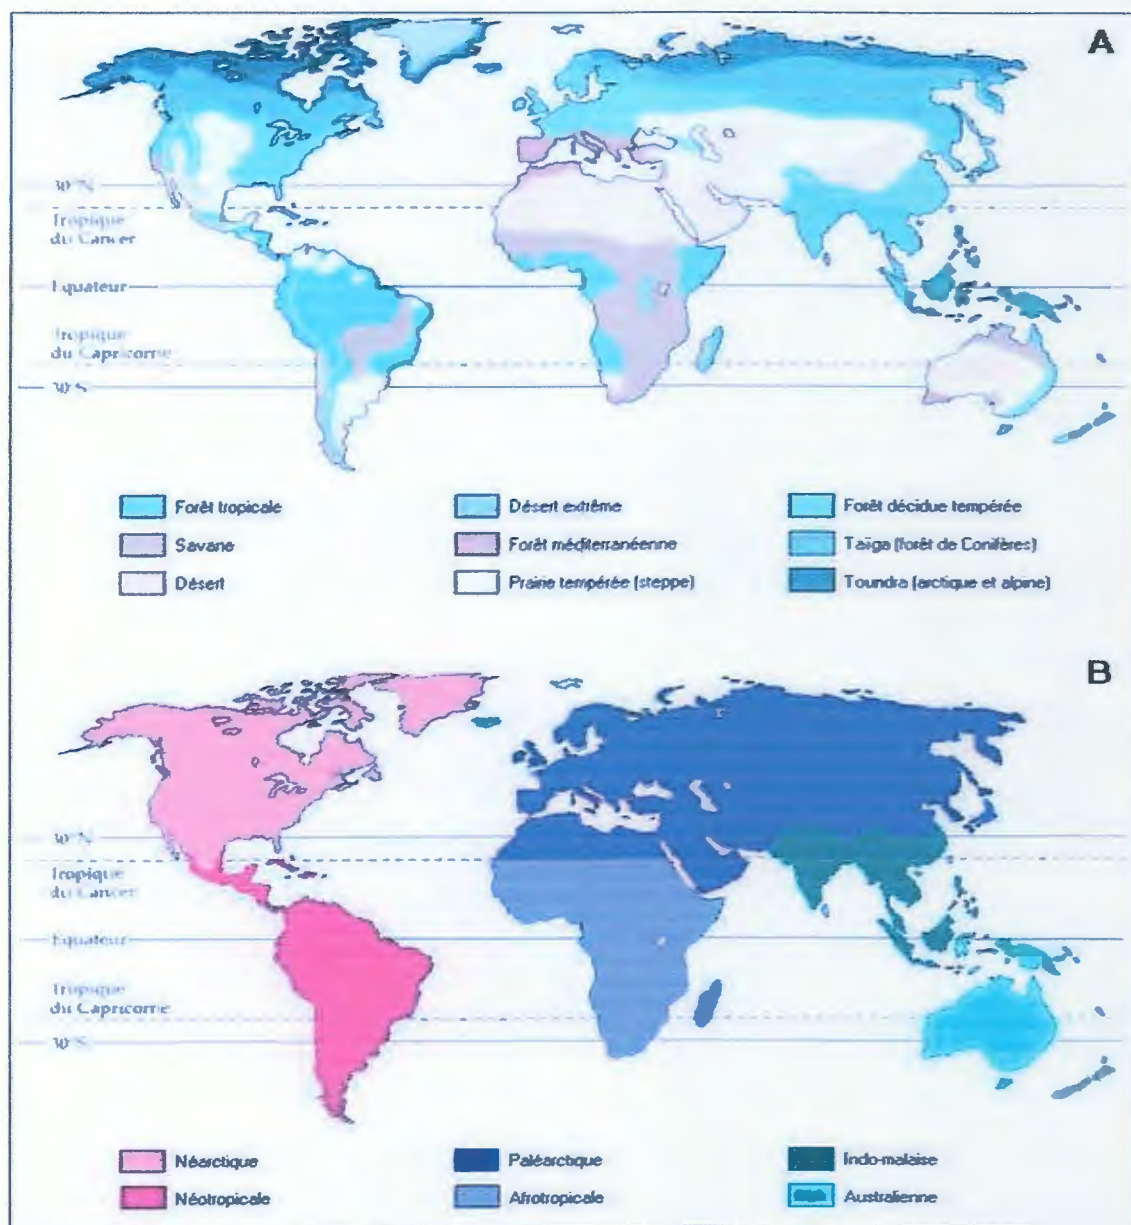 A
30°N
Tropique
du Cancer
Equateur
Tropique
du Capricorne
30°S
Forêt tropicale
Désert extrême
Forêt décidue tempérée
Savane
Forêt méditerranéenne
Taïga (forêt de Conifères)
Désert
Prairie tempérée (steppe)
Toundra (arctique et alpine)
B
30°N
Tropique
du Cancer
Equateur
Tropique
du Capricorne
30°S
Néarctique
Paléarctique
Indo-malaise
Néotropicale
Afrotropicale
Australienne